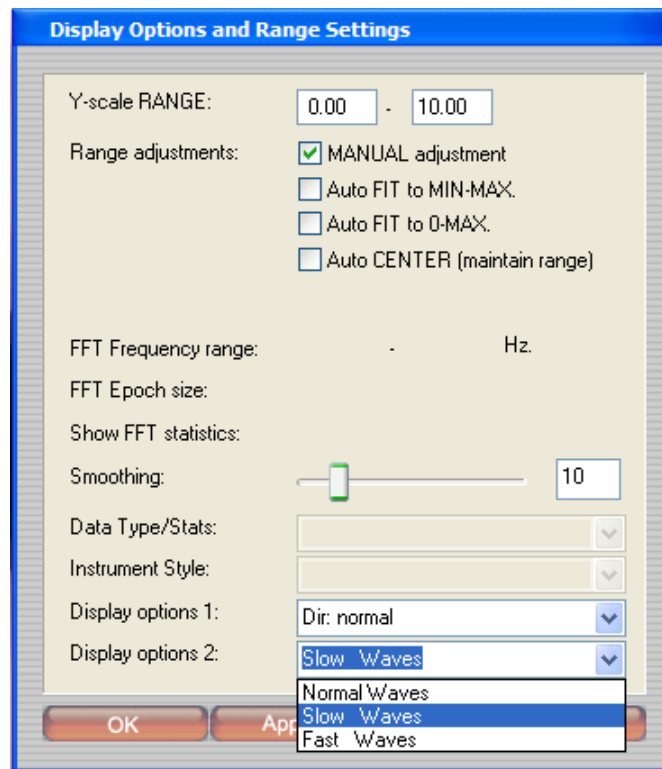 Display Options and Range Settings
Y-scale RANGE: 0.00 - 10.00
Range adjustments: MANUAL adjustment
Auto FIT to MIN-MAX.
Auto FIT to 0-MAX.
Auto CENTER (maintain range)
FFT Frequency range: - Hz.
FFT Epoch size:
Show FFT statistics:
Smoothing: 10
Data Type/Stats:
Instrument Style:
Display options 1: Dir: normal
Display options 2: Slow Waves
Normal Waves
Slow Waves
Fast Waves
OK